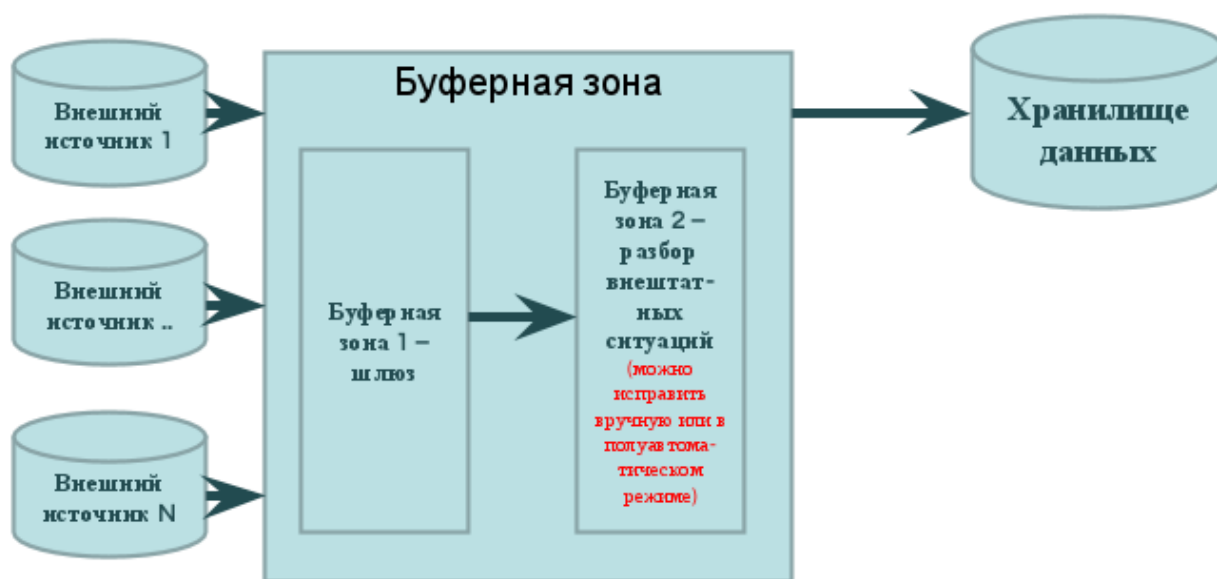 Буферная зона
Внешний
источник 1
Внешний
источник ..
Внешний
источник N
Буферная
зона 1 –
шлюз
Буферная
зона 2 –
разбор
внештат-
ных
ситуаций
(можно
исправить
вручную или в
полуавтома-
тическом
режиме)
Хранилище
данных